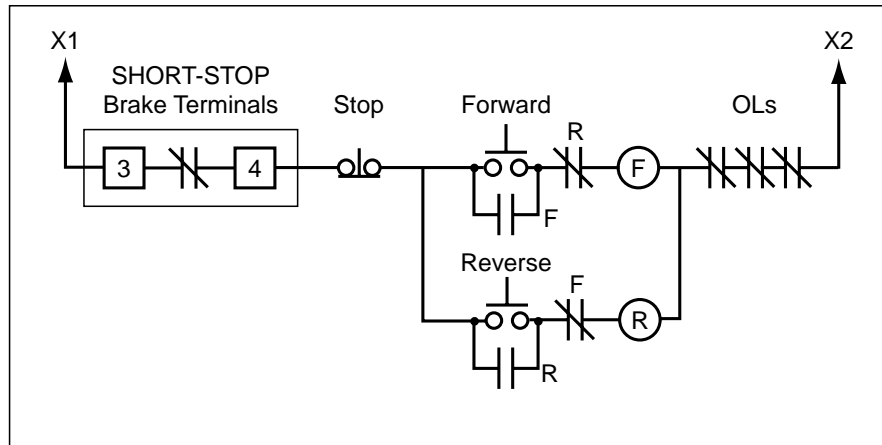 X1
X2
SHORT-STOP
Brake Terminals
Stop
Forward
OLs
R
3
4
F
F
Reverse
F
R
R